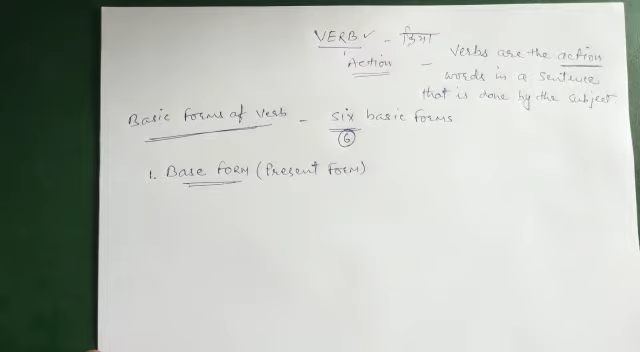 VERB ✓ - क्रिया
Action - Verbs are the action
words in a sentence
that is done by the subject.
Basic forms of Verb - six basic forms
6
1. Base FORM (Present FORM)